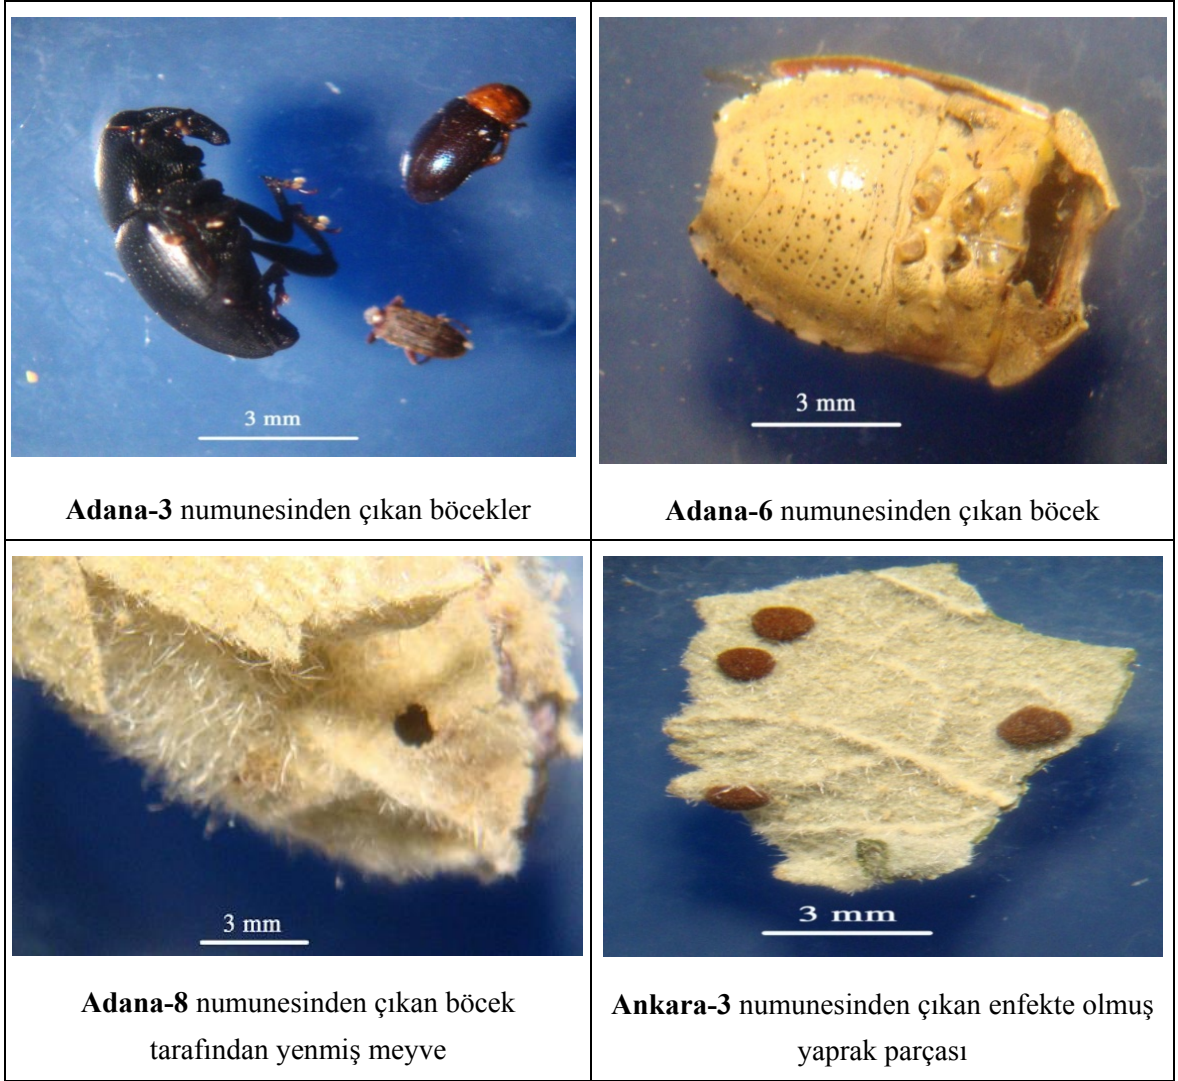 3 mm
Adana-3 numunesinden çıkan böcekler
3 mm
Adana-6 numunesinden çıkan böcek
3 mm
Adana-8 numunesinden çıkan böcek
tarafından yenmiş meyve
3 mm
Ankara-3 numunesinden çıkan enfekte olmuş
yaprak parçası